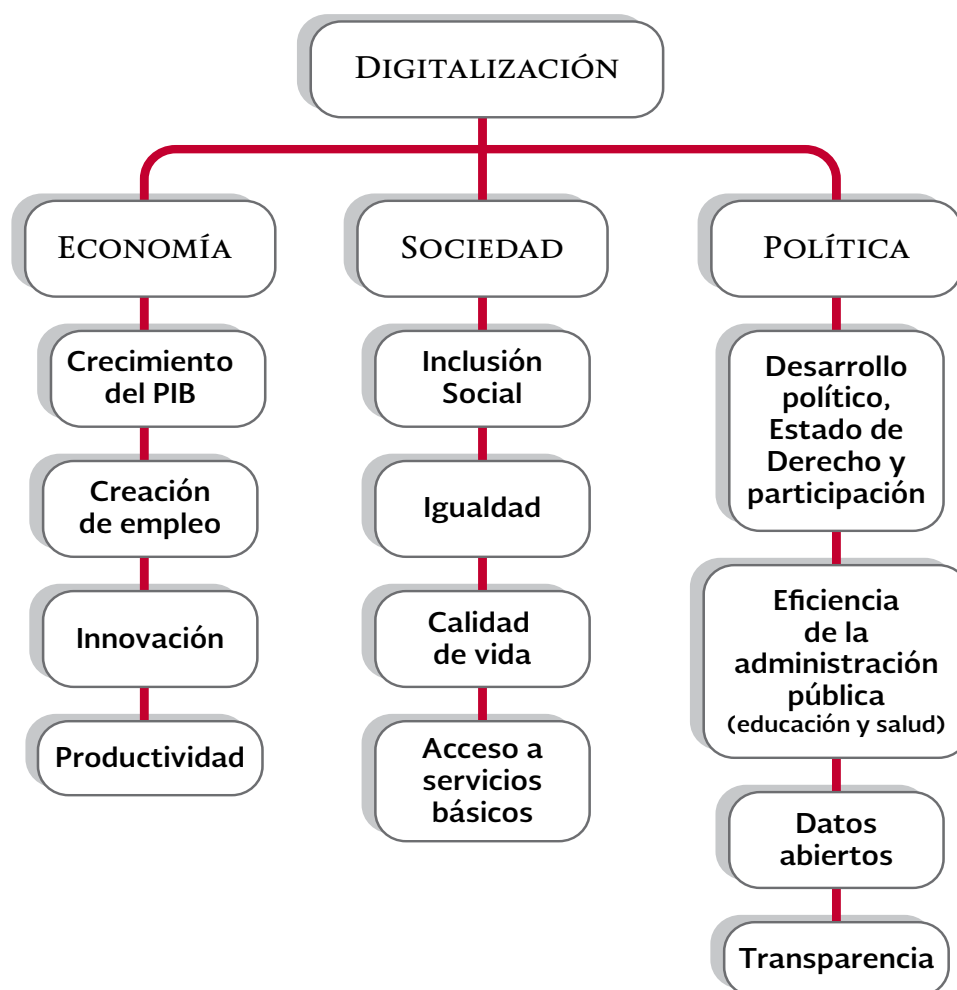 Digitalización
Economía
Crecimiento
del PIB
Creación
de empleo
Innovación
Productividad
Sociedad
Inclusión
Social
Igualdad
Calidad
de vida
Acceso a
servicios
básicos
Política
Desarrollo
político,
Estado de
Derecho y
participación
Eficiencia
de la
administración
pública
(educación y salud)
Datos
abiertos
Transparencia